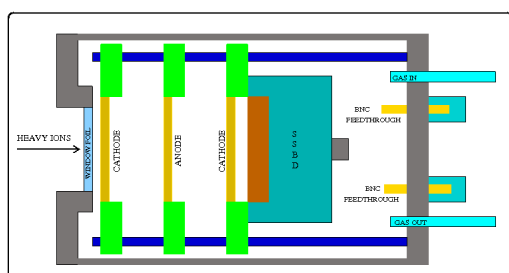 GAS IN
BNC
FEEDTHROUGH
HEAVY IONS
WINDOW FOIL
CATHODE
ANODE
CATHODE
S
S
B
D
BNC
FEEDTHROUGH
GAS OUT